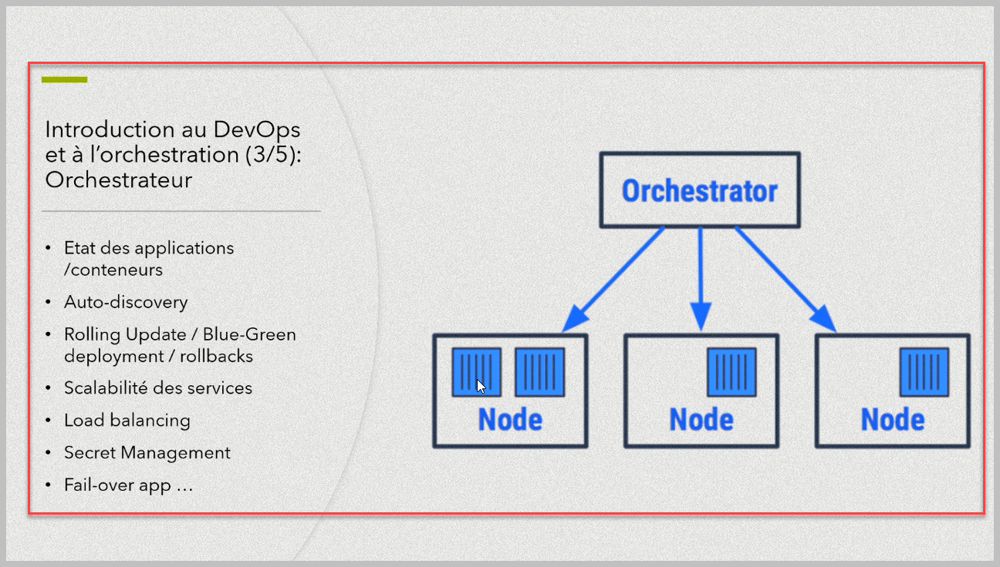 Introduction au DevOps
et à l’orchestration (3/5):
Orchestrateur
• Etat des applications
/conteneurs
• Auto-discovery
• Rolling Update / Blue-Green
deployment / rollbacks
• Scalabilité des services
• Load balancing
• Secret Management
• Fail-over app …
Orchestrator
Node
Node
Node